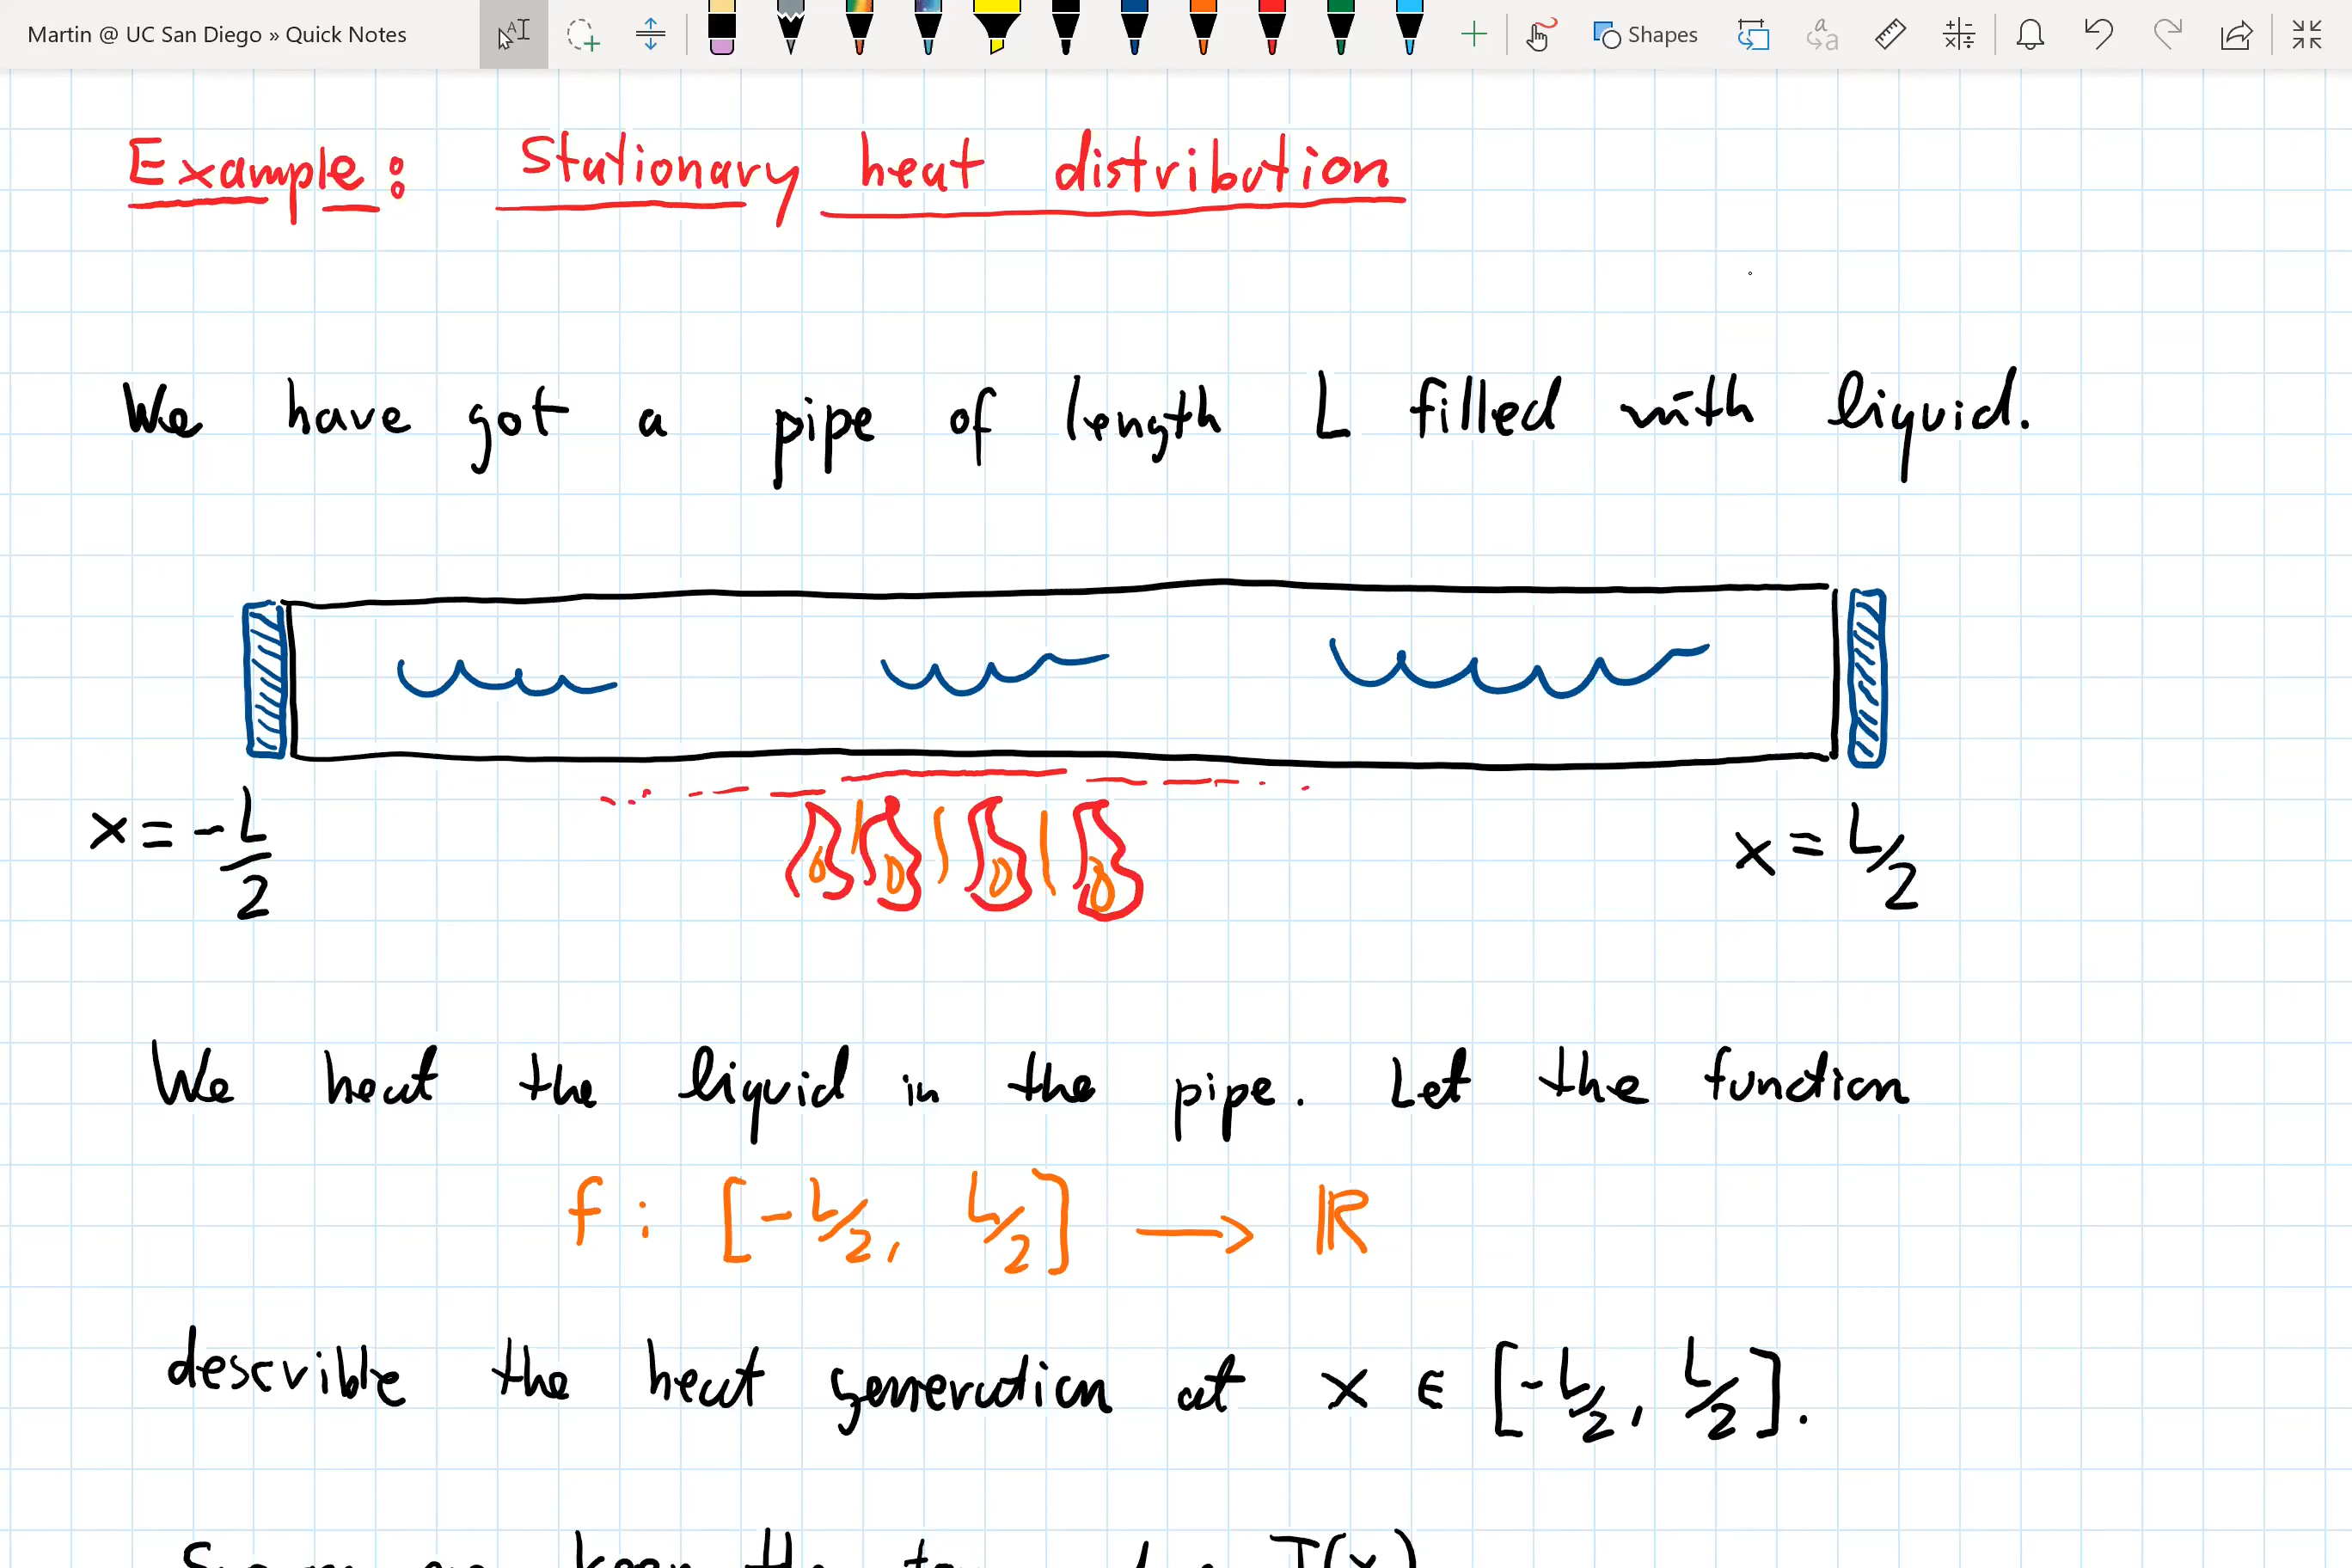 Martin @ UC San Diego » Quick Notes
Shapes
Example: Stationary heat distribution
We have got a pipe of length L filled with liquid.
x = -L/2
x = L/2
We heat the liquid in the pipe. Let the function
f : [-L/2, L/2] ⟶ ℝ
describle the heat generation at x ∈ [-L/2, L/2].
T(x)